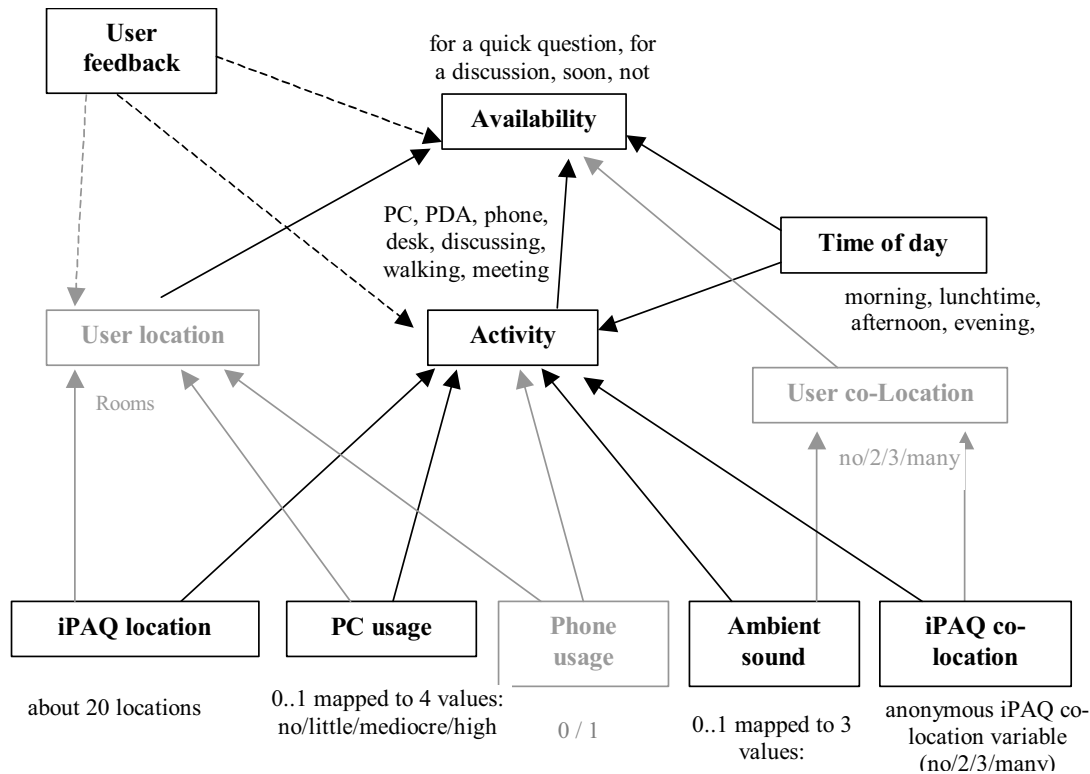 User
feedback
for a quick question, for
a discussion, soon, not
Availability
PC, PDA, phone,
desk, discussing,
walking, meeting
Time of day
morning, lunchtime,
afternoon, evening,
User location
Activity
Rooms
User co-Location
no/2/3/many
iPAQ location
PC usage
Phone
usage
Ambient
sound
iPAQ co-
location
about 20 locations
0..1 mapped to 4 values:
no/little/mediocre/high
0 / 1
0..1 mapped to 3
values:
anonymous iPAQ co-
location variable
(no/2/3/many)